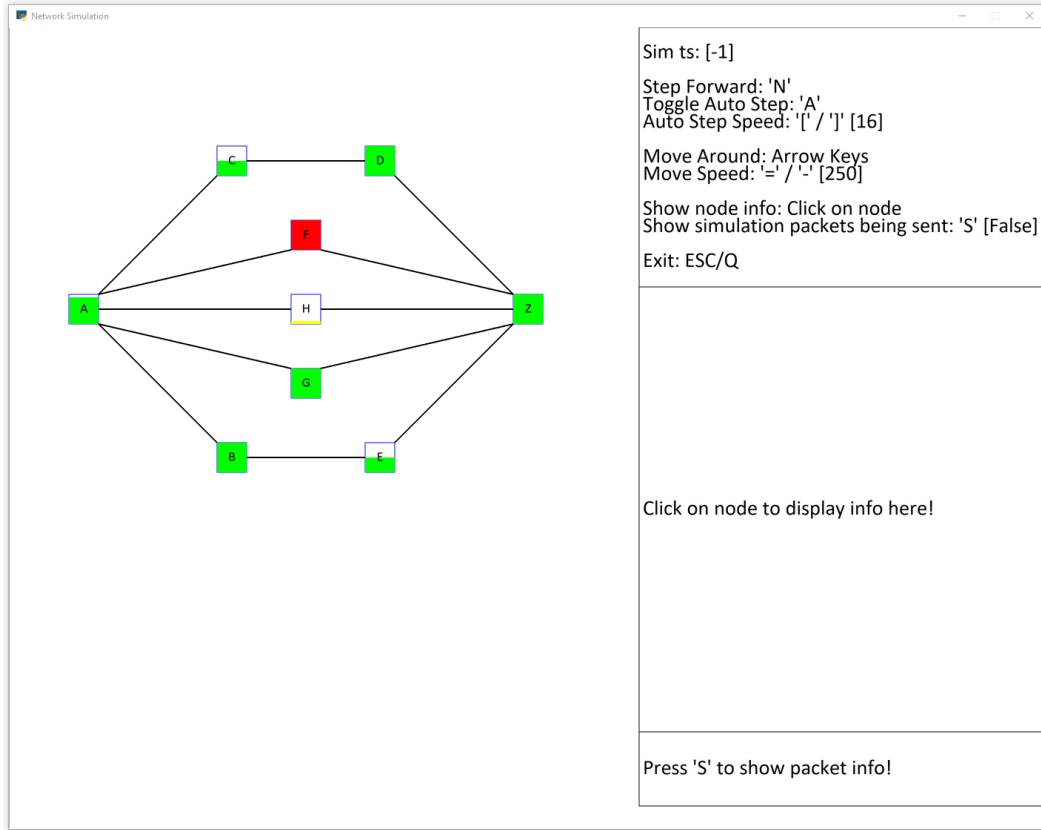 Network Simulation
Sim ts: [-1]
Step Forward: 'N'
Toggle Auto Step: 'A'
Auto Step Speed: '[' / ']' [16]
Move Around: Arrow Keys
Move Speed: '=' / '-' [250]
Show node info: Click on node
Show simulation packets being sent: 'S' [False]
Exit: ESC/Q
C
D
F
A
H
Z
G
B
E
Click on node to display info here!
Press 'S' to show packet info!